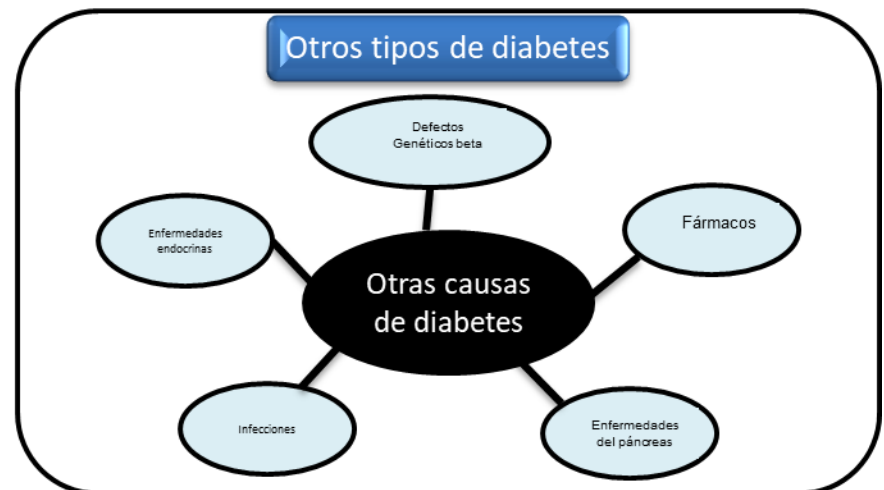 Otros tipos de diabetes
Defectos
Genéticos beta
Enfermedades
endocrinas
Fármacos
Otras causas
de diabetes
Infecciones
Enfermedades
del páncreas